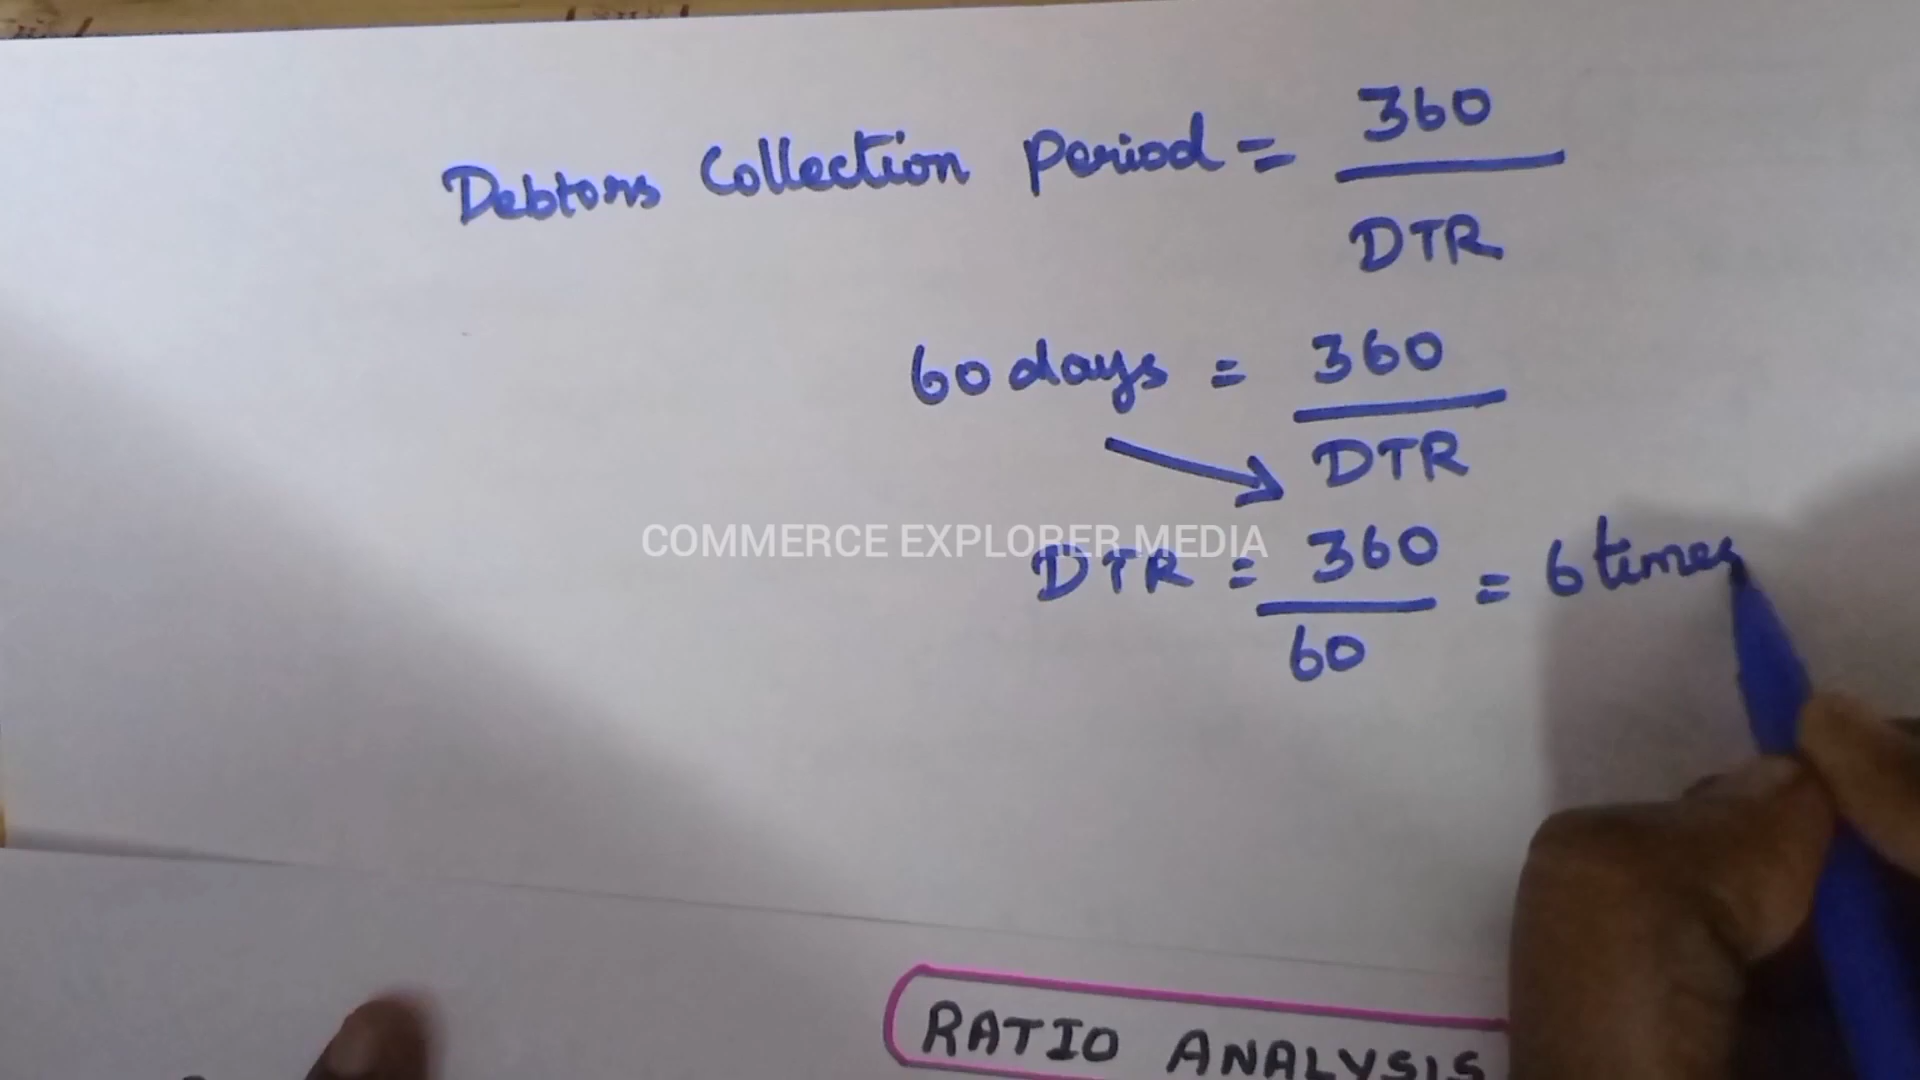 Debtors Collection Period = 360
DTR
60 days = 360
DTR
COMMERCE EXPLORER MEDIA
DTR = 360 = 6 times
60
RATIO ANALYSIS